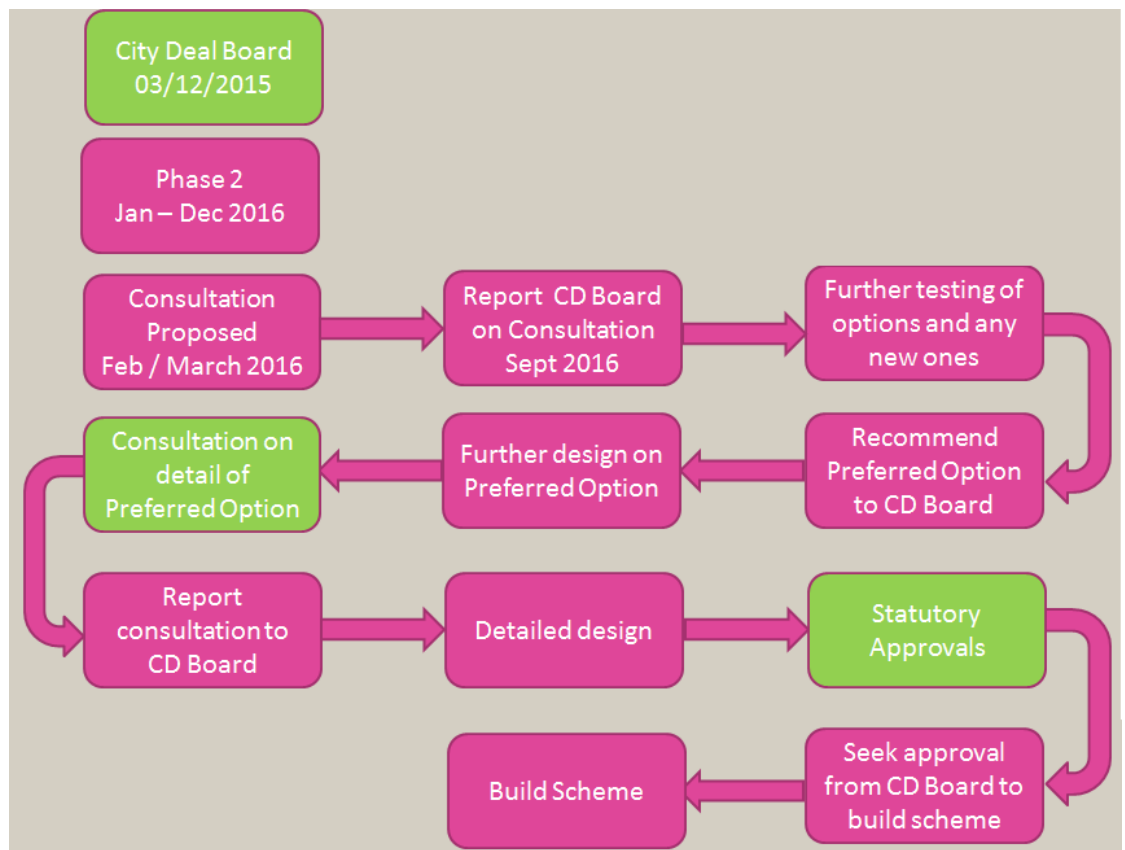 City Deal Board
03/12/2015
Phase 2
Jan – Dec 2016
Consultation
Proposed
Feb / March 2016
Report CD Board
on Consultation
Sept 2016
Further testing of
options and any
new ones
Recommend
Preferred Option
to CD Board
Further design on
Preferred Option
Consultation on
detail of
Preferred Option
Report
consultation to
CD Board
Detailed design
Statutory
Approvals
Seek approval
from CD Board to
build scheme
Build Scheme